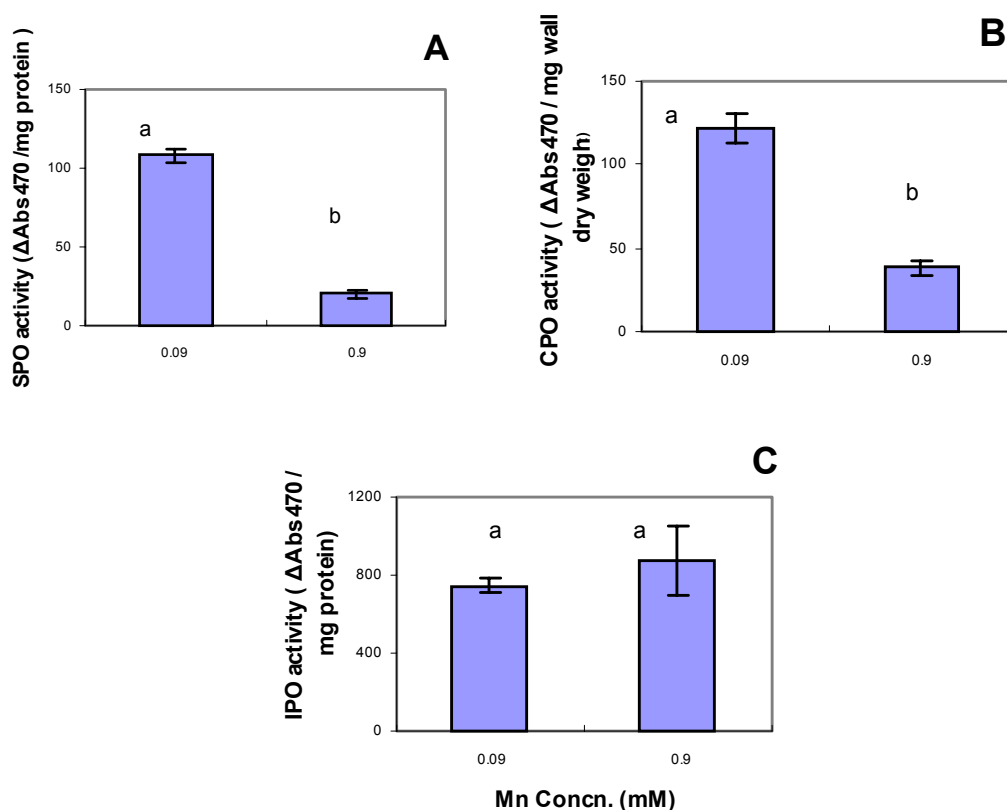 A
SPO activity (ΔAbs470 /mg protein )
150
100
50
0
a
b
0.09
0.9
B
CPO activity ( ΔAbs470 / mg wall
dry weigh)
150
100
50
0
a
b
0.09
0.9
C
IPO activity ( ΔAbs470 /
mg protein)
1200
800
400
0
a
a
0.09
0.9
Mn Concn. (mM)